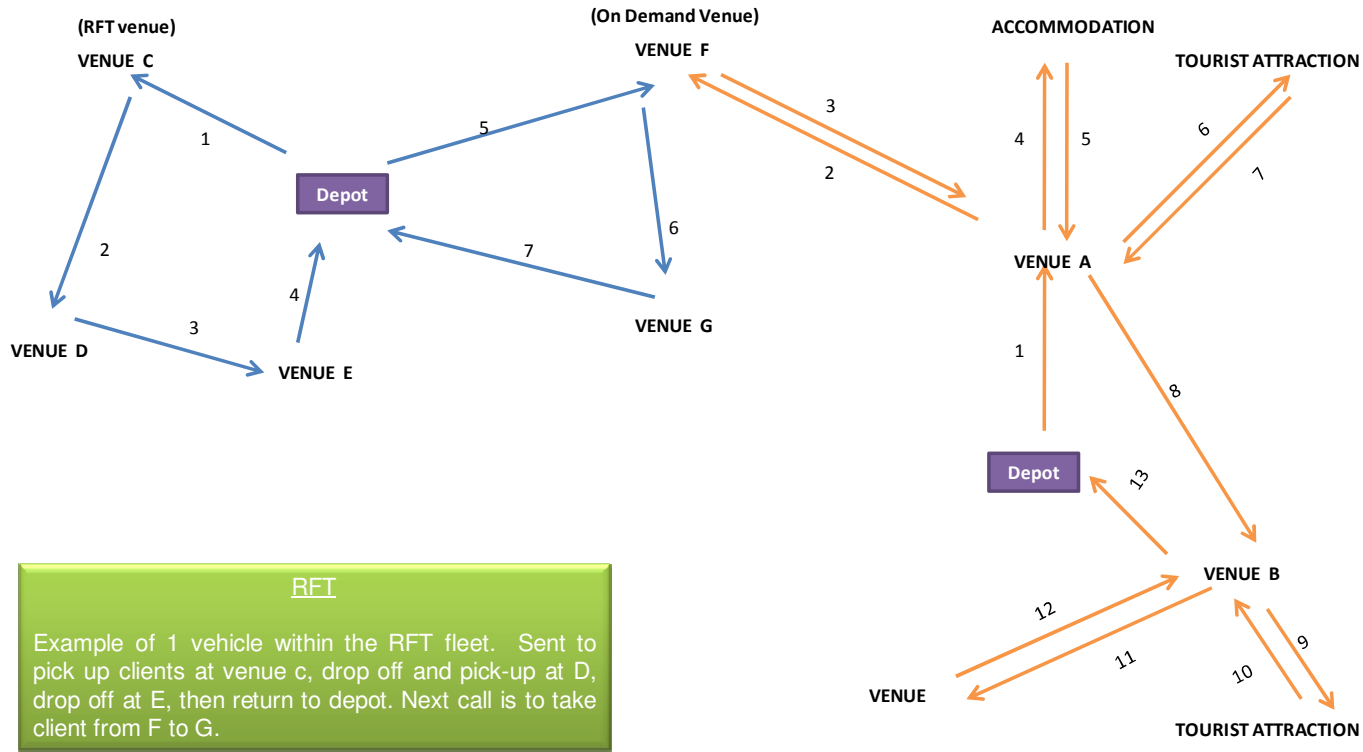 (RFT venue)
VENUE C
(On Demand Venue)
VENUE F
ACCOMMODATION
TOURIST ATTRACTION
1
5
3
2
4
5
6
7
Depot
2
6
7
4
3
VENUE D
VENUE E
VENUE G
VENUE A
1
8
Depot
13
VENUE B
12
11
9
10
VENUE
TOURIST ATTRACTION
RFT
Example of 1 vehicle within the RFT fleet. Sent to
pick up clients at venue c, drop off and pick-up at D,
drop off at E, then return to depot. Next call is to take
client from F to G.